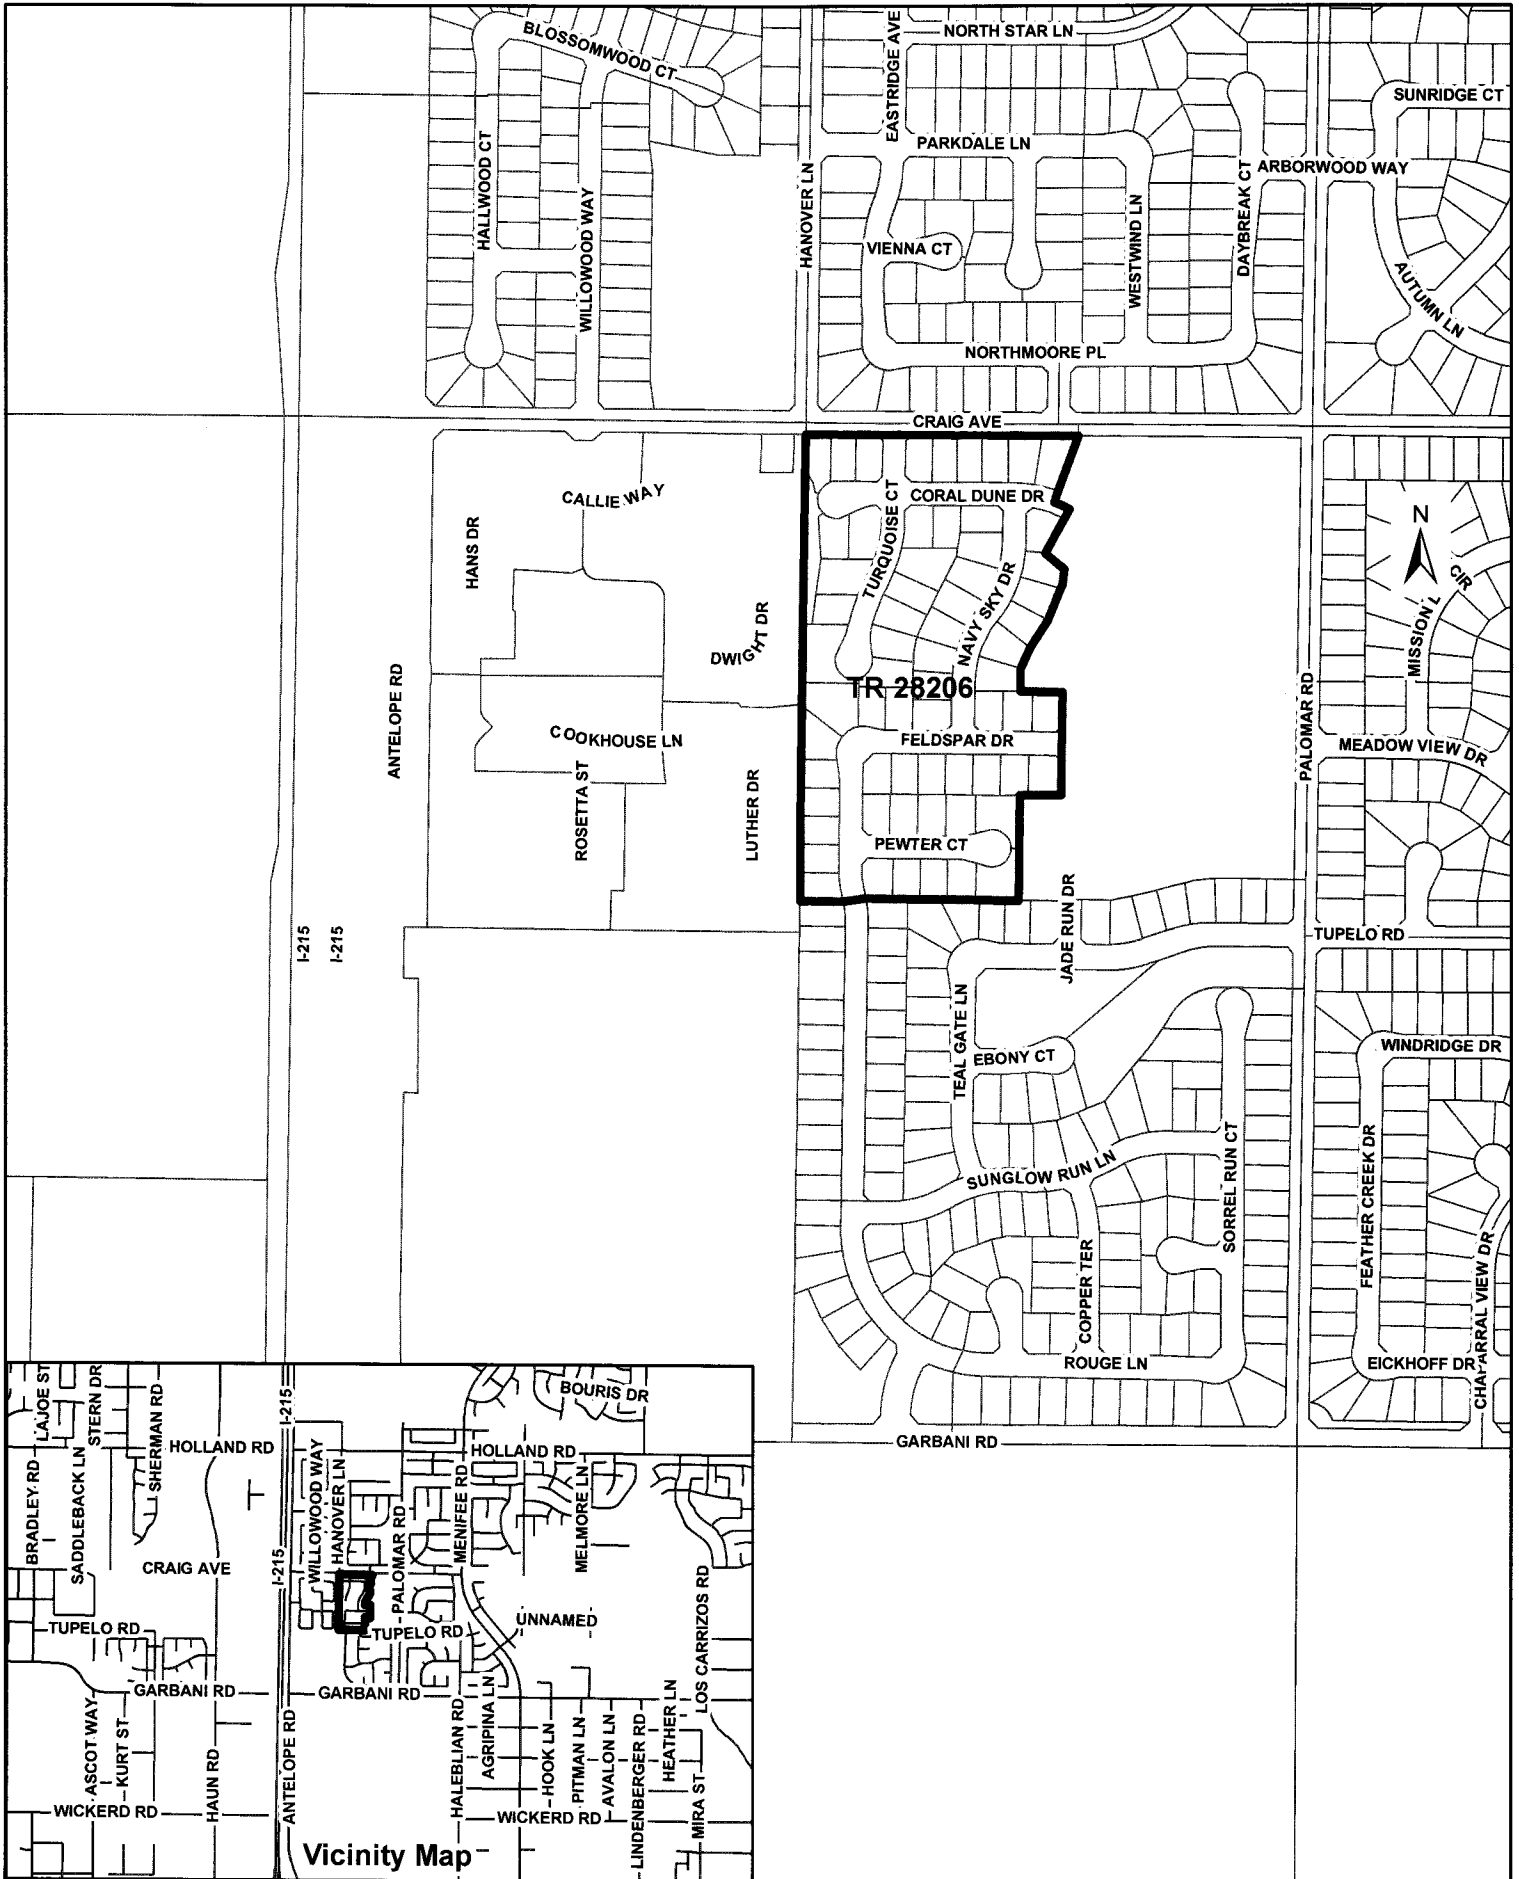 BLOSSOMWOOD CT
EASTRIDGE AVE
NORTH STAR LN
SUNRIDGE CT
HALLWOOD CT
WILLOWOOD WAY
HANOVER LN
PARKDALE LN
VIENNA CT
WESTWIND LN
DAYBREAK CT
ARBORWOOD WAY
AUTUMN LN
NORTHMOORE PL
CRAIG AVE
CALLIE WAY
HANS DR
CORAL DUNE DR
TURQUOISE CT
NAVY SKY DR
N
MISSION L CIR
DWIGHT DR
ANTELOPE RD
TR 28206
PALOMAR RD
COOKHOUSE LN
FELDSPAR DR
MEADOW VIEW DR
ROSETTA ST
LUTHER DR
PEWTER CT
JADE RUN DR
I-215
I-215
TUPELO RD
TEAL GATE LN
EBONY CT
WINDRIDGE DR
SUNGLOW RUN LN
SORREL RUN CT
FEATHER CREEK DR
CHAPARRAL VIEW DR
COPPER TER
ROUGE LN
EICKHOFF DR
GARBANI RD
LAJOE ST
STERN DR
SHERMAN RD
I-215
BOURIS DR
HOLLAND RD
HOLLAND RD
BRADLEY RD
SADDLEBACK LN
WILLOWOOD WAY
HANOVER LN
PALOMAR RD
MENIFEE RD
MELMORE LN
CRAIG AVE
I-215
LOS CARRIZOS RD
TUPELO RD
TUPELO RD
UNNAMED
GARBANI RD
GARBANI RD
ASCOT WAY
KURT ST
HAUN RD
ANTELOPE RD
HALEBLIAN RD
AGRIPINA LN
HOOK LN
PITMAN LN
AVALON LN
LINDENBERGER RD
HEATHER LN
MIRA ST
WICKERD RD
WICKERD RD
Vicinity Map